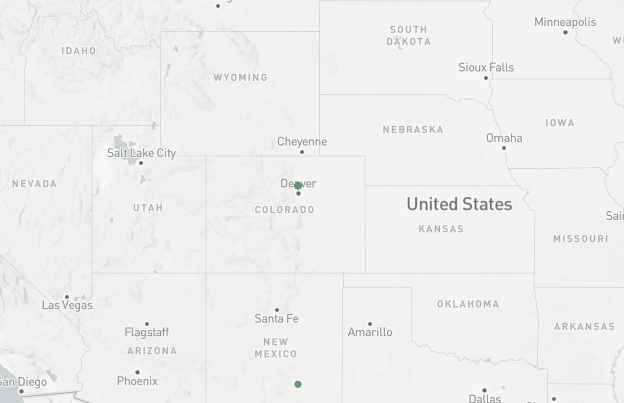 Minneapolis
SOUTH
DAKOTA
IDAHO
WYOMING
Sioux Falls
IOWA
NEBRASKA
Cheyenne
Omaha
Salt Lake City
NEVADA
Denver
UTAH
COLORADO
United States
KANSAS
MISSOURI
Las Vegas
OKLAHOMA
Santa Fe
Flagstaff
Amarillo
ARKANSAS
NEW
MEXICO
ARIZONA
Phoenix
San Diego
Dallas